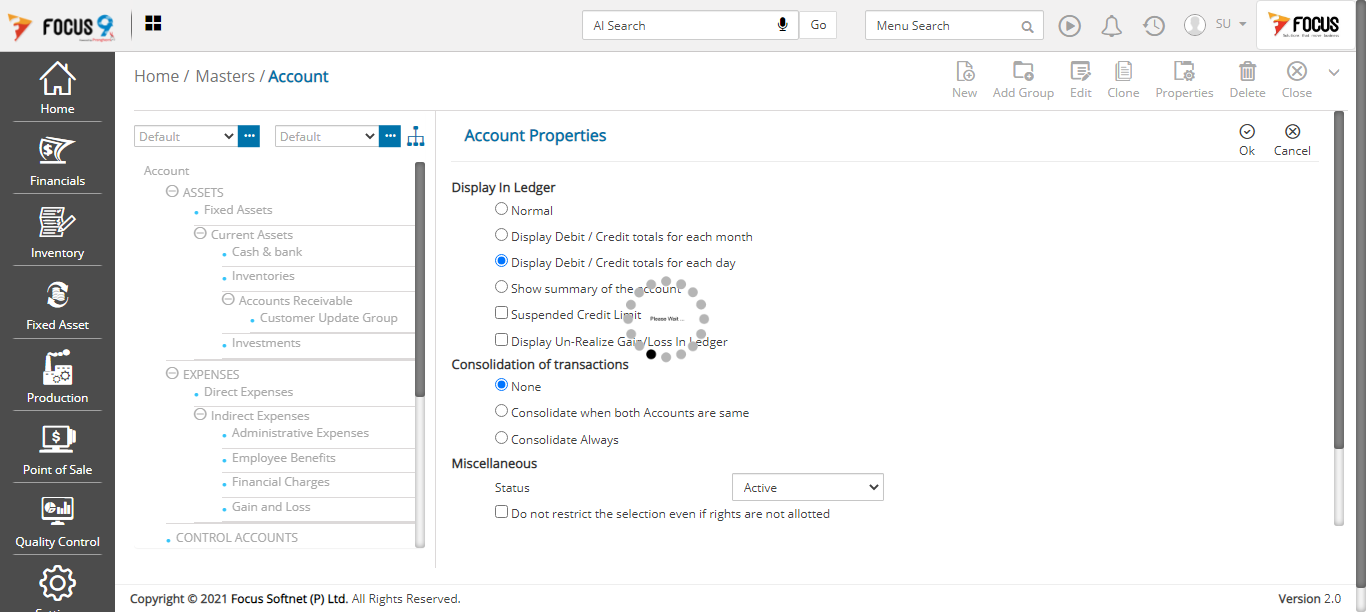 FOCUS 9
AI Search
Go
Menu Search
SU
FOCUS
Home
Financials
Inventory
Fixed Asset
Production
Point of Sale
Quality Control
Home / Masters / Account
New
Add Group
Edit
Clone
Properties
Delete
Close
Default
Default
Account
ASSETS
Fixed Assets
Current Assets
Cash & bank
Inventories
Accounts Receivable
Customer Update Group
Investments
EXPENSES
Direct Expenses
Indirect Expenses
Administrative Expenses
Employee Benefits
Financial Charges
Gain and Loss
CONTROL ACCOUNTS
Account Properties
Ok
Cancel
Display In Ledger
Normal
Display Debit / Credit totals for each month
Display Debit / Credit totals for each day
Show summary of the account
Suspended Credit Limit
Please Wait ...
Display Un-Realize Gain/Loss In Ledger
Consolidation of transactions
None
Consolidate when both Accounts are same
Consolidate Always
Miscellaneous
Status
Active
Do not restrict the selection even if rights are not allotted
Copyright © 2021 Focus Softnet (P) Ltd. All Rights Reserved.
Version 2.0